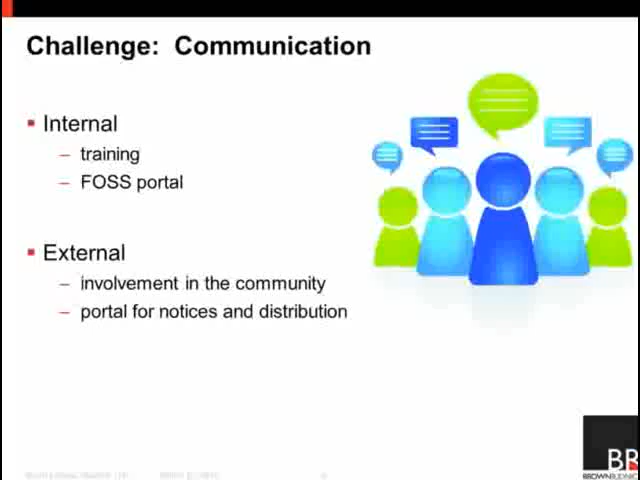 Challenge: Communication
Internal
– training
– FOSS portal
External
– involvement in the community
– portal for notices and distribution
BR